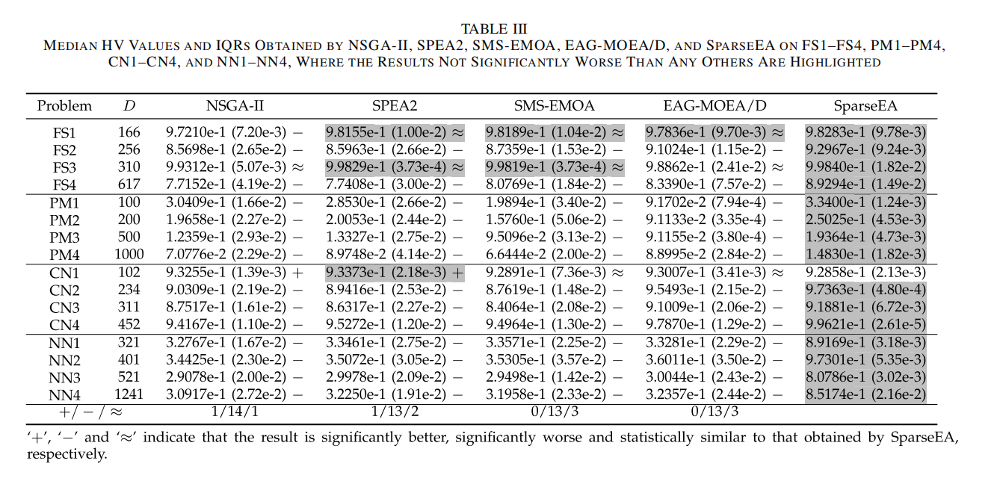 TABLE III
MEDIAN HV VALUES AND IQRS OBTAINED BY NSGA-II, SPEA2, SMS-EMOA, EAG-MOEA/D, AND SPARSEEA ON FS1–FS4, PM1–PM4,
CN1–CN4, AND NN1–NN4, WHERE THE RESULTS NOT SIGNIFICANTLY WORSE THAN ANY OTHERS ARE HIGHLIGHTED
Problem D NSGA-II SPEA2 SMS-EMOA EAG-MOEA/D SparseEA
FS1 166 9.7210e-1 (7.20e-3) − 9.8155e-1 (1.00e-2) ≈ 9.8189e-1 (1.04e-2) ≈ 9.7836e-1 (9.70e-3) ≈ 9.8283e-1 (9.78e-3)
FS2 256 8.5698e-1 (2.65e-2) − 8.5963e-1 (2.66e-2) − 8.7359e-1 (1.53e-2) − 9.1024e-1 (1.15e-2) − 9.2967e-1 (9.24e-3)
FS3 310 9.9312e-1 (5.07e-3) ≈ 9.9829e-1 (3.73e-4) ≈ 9.9819e-1 (3.73e-4) ≈ 9.8862e-1 (2.41e-2) ≈ 9.9840e-1 (1.82e-2)
FS4 617 7.7152e-1 (4.19e-2) − 7.7408e-1 (3.00e-2) − 8.0769e-1 (1.84e-2) − 8.3390e-1 (7.57e-2) − 8.9294e-1 (1.49e-2)
PM1 100 3.0409e-1 (1.66e-2) − 2.8530e-1 (2.66e-2) − 1.9894e-1 (3.40e-2) − 9.1702e-2 (7.94e-4) − 3.3400e-1 (1.24e-3)
PM2 200 1.9658e-1 (2.27e-2) − 2.0053e-1 (2.44e-2) − 1.5760e-1 (5.06e-2) − 9.1133e-2 (3.35e-4) − 2.5025e-1 (4.53e-3)
PM3 500 1.2359e-1 (2.93e-2) − 1.3327e-1 (2.75e-2) − 9.5096e-2 (3.13e-2) − 9.1155e-2 (3.80e-4) − 1.9364e-1 (4.73e-3)
PM4 1000 7.0776e-2 (2.29e-2) − 8.9748e-2 (4.14e-2) − 6.6444e-2 (2.00e-2) − 8.8995e-2 (2.84e-2) − 1.4830e-1 (1.82e-3)
CN1 102 9.3255e-1 (1.39e-3) + 9.3373e-1 (2.18e-3) + 9.2891e-1 (7.36e-3) ≈ 9.3007e-1 (3.41e-3) ≈ 9.2858e-1 (2.13e-3)
CN2 234 9.0309e-1 (2.19e-2) − 8.9416e-1 (2.53e-2) − 8.7619e-1 (1.48e-2) − 9.5493e-1 (2.15e-2) − 9.7363e-1 (4.80e-4)
CN3 311 8.7517e-1 (1.61e-2) − 8.6317e-1 (2.27e-2) − 8.4064e-1 (2.08e-2) − 9.1009e-1 (2.06e-2) − 9.1881e-1 (6.72e-3)
CN4 452 9.4167e-1 (1.10e-2) − 9.5272e-1 (1.20e-2) − 9.4964e-1 (1.30e-2) − 9.7870e-1 (1.29e-2) − 9.9621e-1 (2.61e-5)
NN1 321 3.2767e-1 (1.67e-2) − 3.3461e-1 (2.75e-2) − 3.3571e-1 (2.25e-2) − 3.3281e-1 (2.29e-2) − 8.9169e-1 (3.18e-3)
NN2 401 3.4425e-1 (2.30e-2) − 3.5072e-1 (3.05e-2) − 3.5305e-1 (3.57e-2) − 3.6011e-1 (3.50e-2) − 9.7301e-1 (5.35e-3)
NN3 521 2.9078e-1 (2.00e-2) − 2.9978e-1 (2.09e-2) − 2.9498e-1 (1.42e-2) − 3.0044e-1 (2.43e-2) − 8.0786e-1 (3.02e-3)
NN4 1241 3.0917e-1 (2.72e-2) − 3.2250e-1 (1.91e-2) − 3.1958e-1 (2.33e-2) − 3.2357e-1 (2.44e-2) − 8.5174e-1 (2.16e-2)
+/ − / ≈ 1/14/1 1/13/2 0/13/3 0/13/3
‘+’, ‘−’ and ‘≈’ indicate that the result is significantly better, significantly worse and statistically similar to that obtained by SparseEA,
respectively.